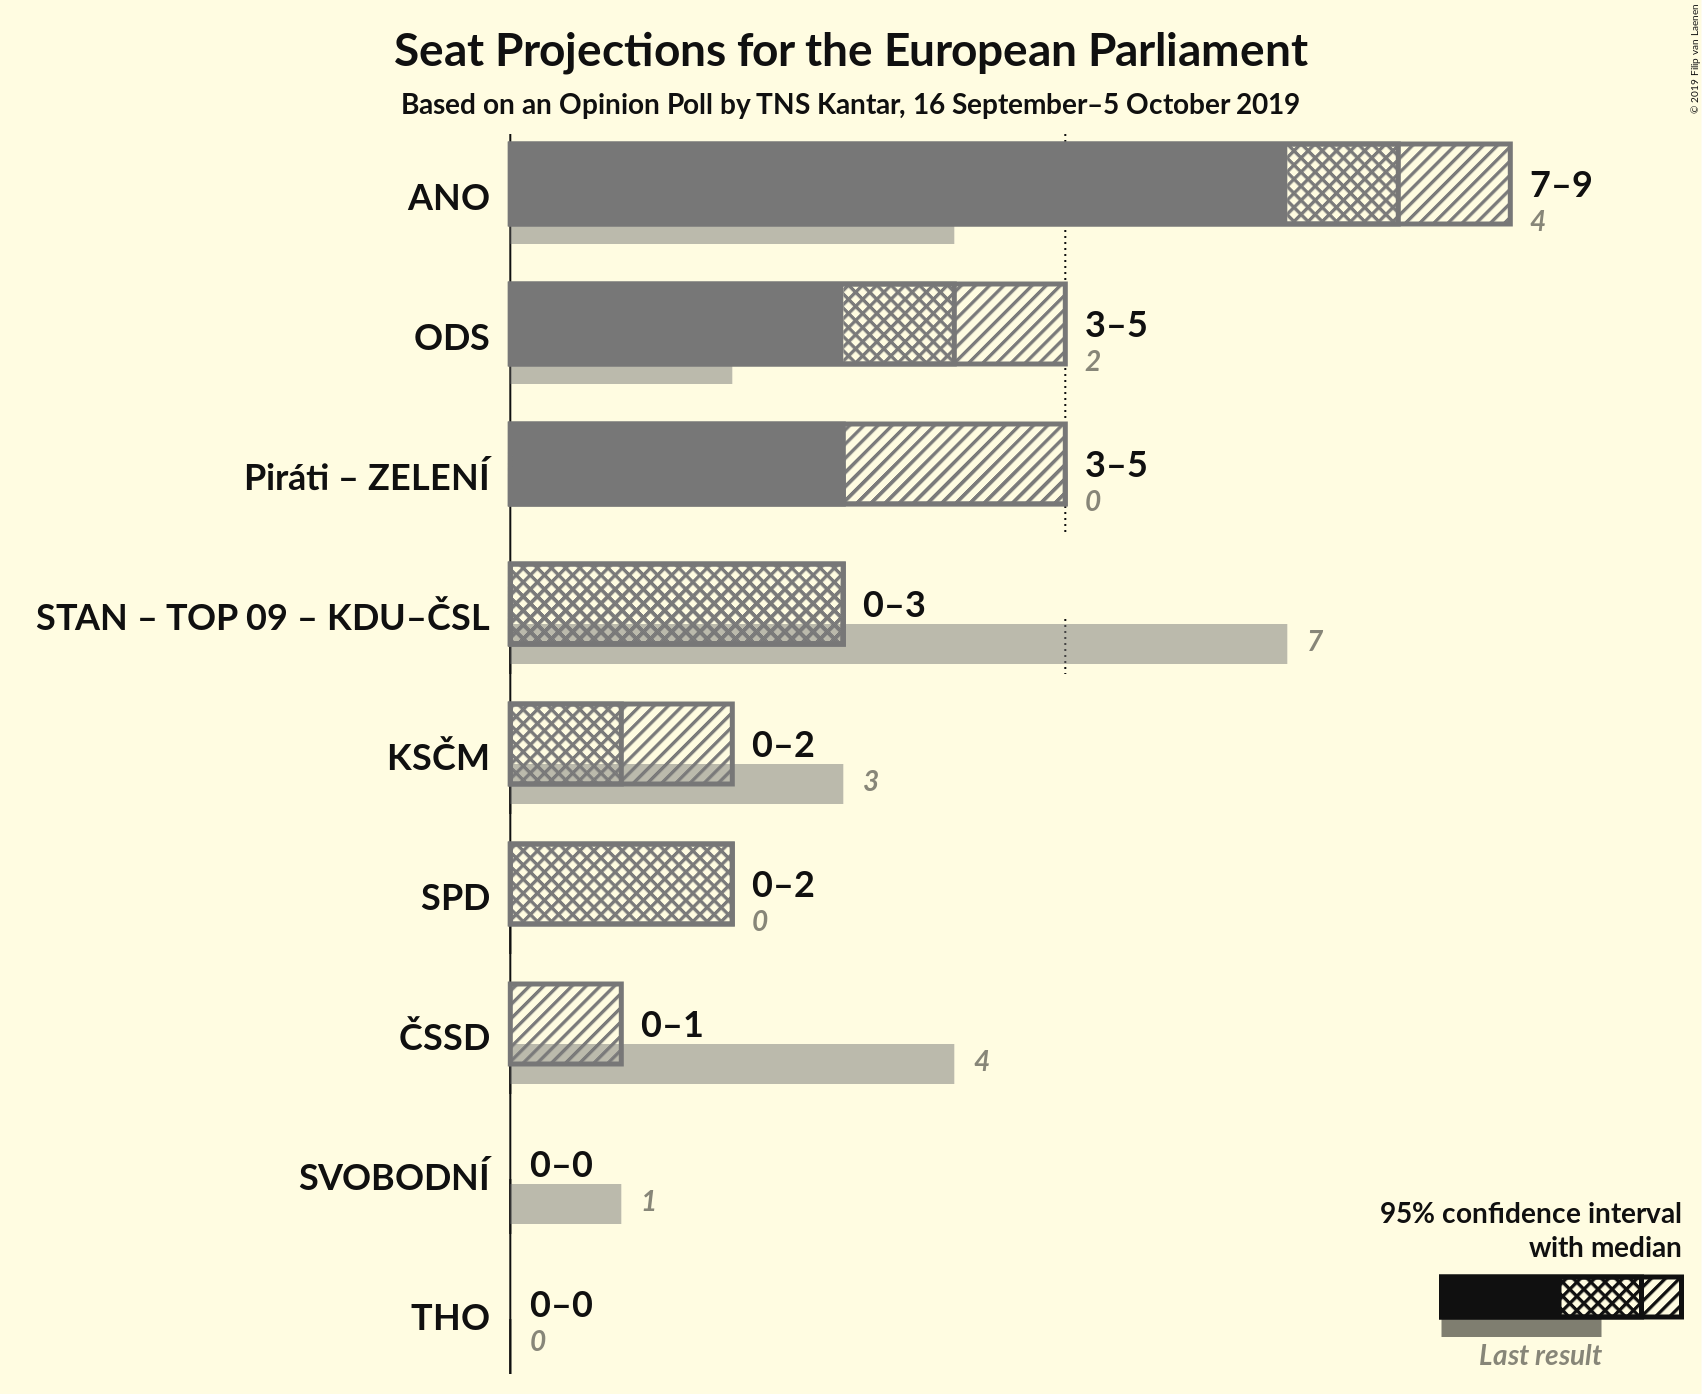 Seat Projections for the European Parliament
Based on an Opinion Poll by TNS Kantar, 16 September–5 October 2019
© 2019 Filip van Laenen
ANO
7–9
4
ODS
3–5
2
Piráti – ZELENÍ
3–5
0
STAN – TOP 09 – KDU–ČSL
0–3
7
KSČM
0–2
3
SPD
0–2
0
ČSSD
0–1
4
SVOBODNÍ
0–0
1
THO
0–0
0
95% confidence interval
with median
Last result